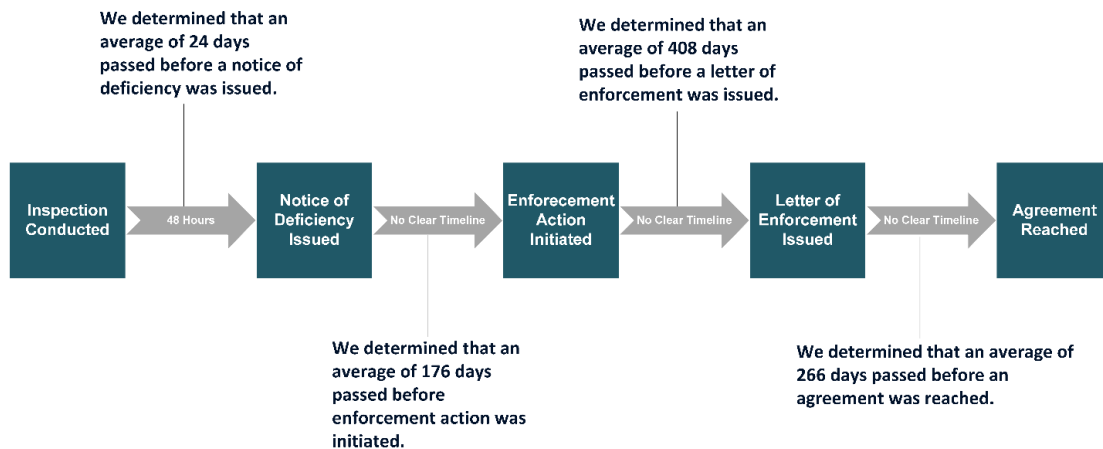 We determined that an
average of 24 days
passed before a notice of
deficiency was issued.
We determined that an
average of 408 days
passed before a letter of
enforcement was issued.
Inspection
Conducted
48 Hours
Notice of
Deficiency
Issued
No Clear Timeline
Enforecement
Action
Initiated
No Clear Timeline
Letter of
Enforcement
Issued
No Clear Timeline
Agreement
Reached
We determined that an
average of 176 days
passed before
enforcement action was
initiated.
We determined that an average of
266 days passed before an
agreement was reached.